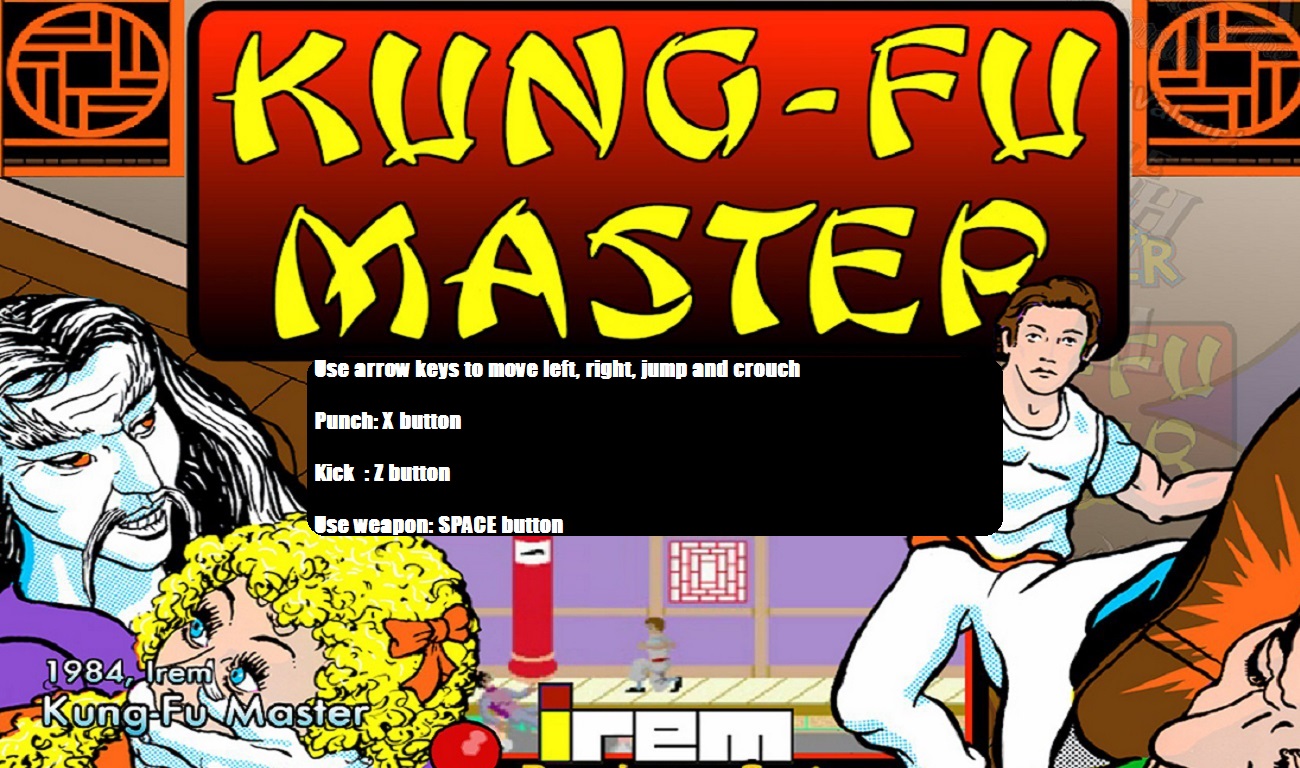 KUNG-FU
MASTER
Use arrow keys to move left, right, jump and crouch
Punch: X button
Kick : Z button
Use weapon: SPACE button
FU
1984, Irem
Kung-Fu Master
irem